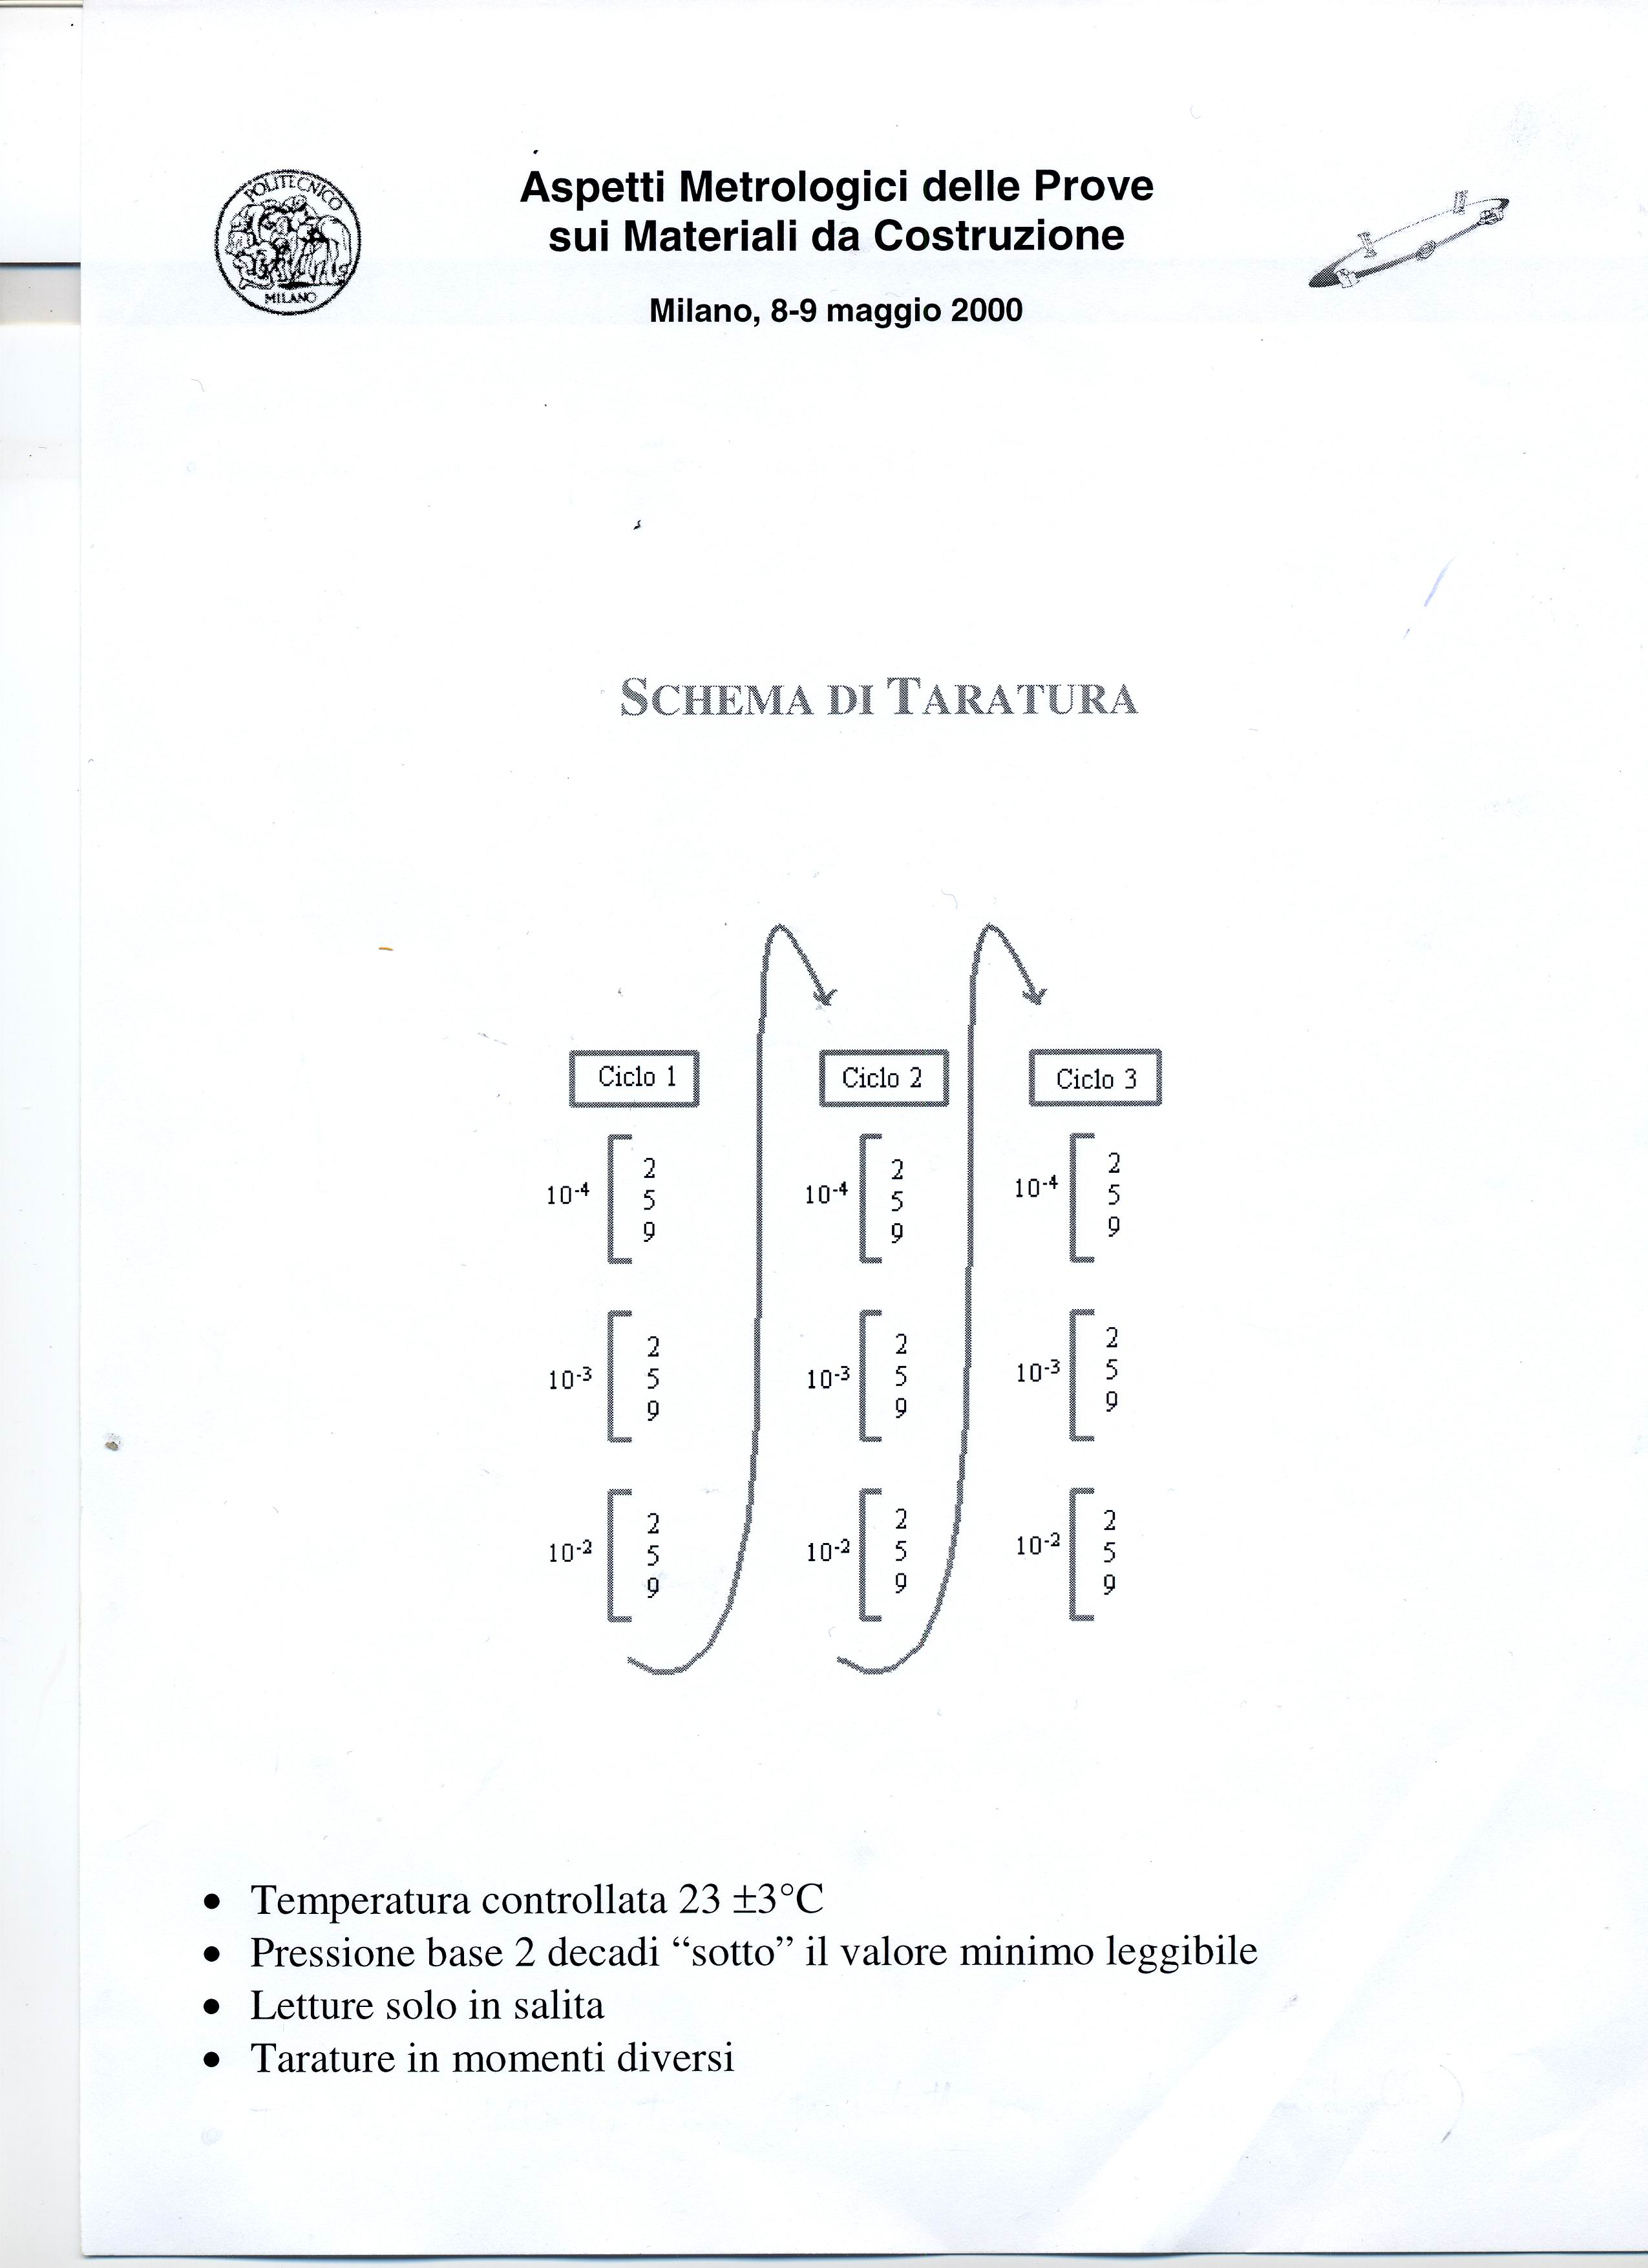 POLITECNICO
MILANO
Aspetti Metrologici delle Prove
sui Materiali da Costruzione
Milano, 8-9 maggio 2000
SCHEMA DI TARATURA
Ciclo 1 Ciclo 2 Ciclo 3
10⁻⁴ 2 5 9 10⁻⁴ 2 5 9 10⁻⁴ 2 5 9
10⁻³ 2 5 9 10⁻³ 2 5 9 10⁻³ 2 5 9
10⁻² 2 5 9 10⁻² 2 5 9 10⁻² 2 5 9
• Temperatura controllata 23 ±3°C
• Pressione base 2 decadi “sotto” il valore minimo leggibile
• Letture solo in salita
• Tarature in momenti diversi